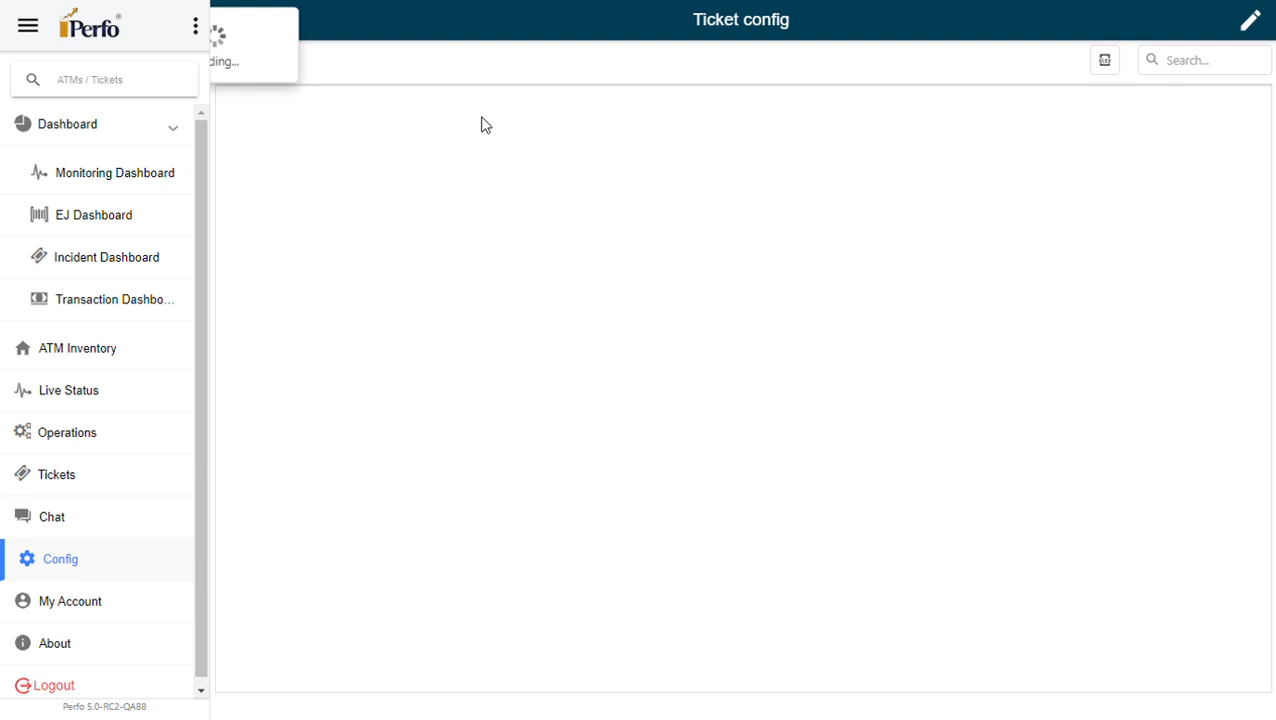 iPerfo®
ding...
Ticket config
ATMs / Tickets
Search...
Dashboard
Monitoring Dashboard
EJ Dashboard
Incident Dashboard
Transaction Dashbo...
ATM Inventory
Live Status
Operations
Tickets
Chat
Config
My Account
About
Logout
Perfo 5.0-RC2-QAB8